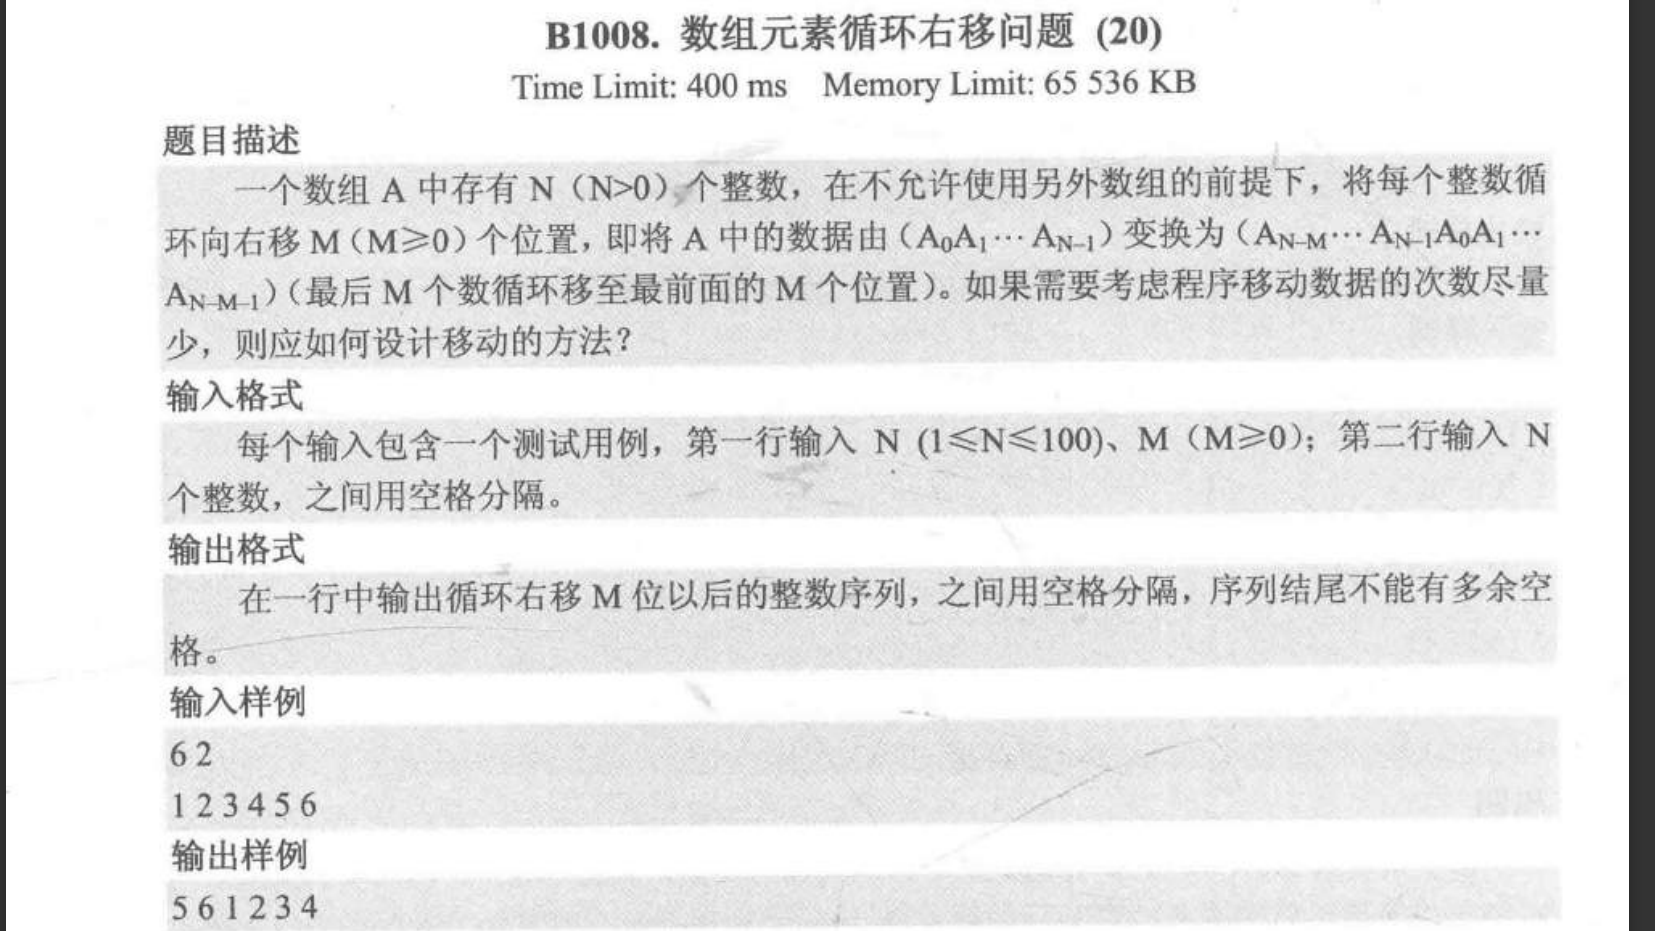 B1008. 数组元素循环右移问题 (20)
Time Limit: 400 ms Memory Limit: 65 536 KB
题目描述
一个数组 A 中存有 N（N>0）个整数，在不允许使用另外数组的前提下，将每个整数循
环向右移 M（M≥0）个位置，即将 A 中的数据由（A0A1⋯AN-1）变换为（AN-M⋯AN-1A0A1⋯
AN-M-1）（最后 M 个数循环移至最前面的 M 个位置）。如果需要考虑程序移动数据的次数尽量
少，则应如何设计移动的方法？
输入格式
每个输入包含一个测试用例，第一行输入 N (1≤N≤100)、M（M≥0）；第二行输入 N
个整数，之间用空格分隔。
输出格式
在一行中输出循环右移 M 位以后的整数序列，之间用空格分隔，序列结尾不能有多余空
格。
输入样例
6 2
1 2 3 4 5 6
输出样例
5 6 1 2 3 4